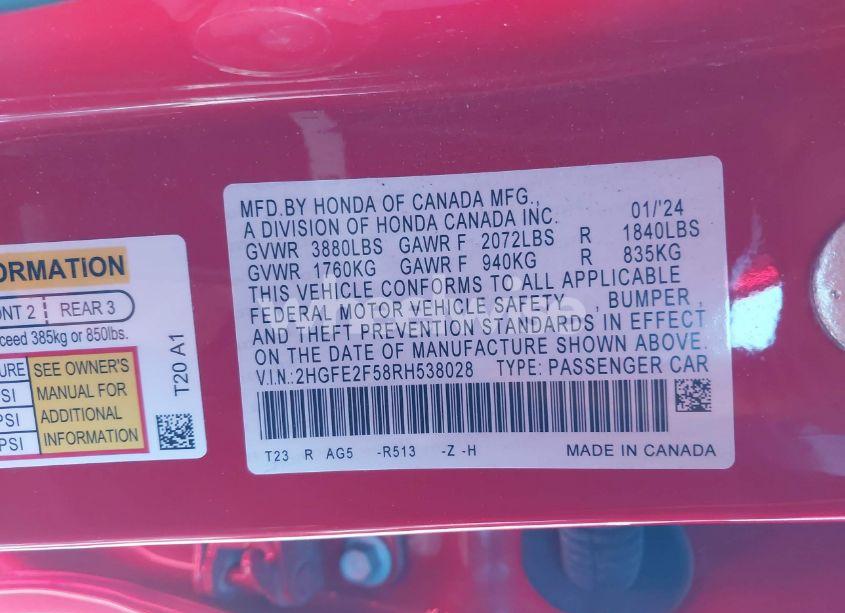 ORMATION
ONT 2 | REAR 3
ceed 385kg or 850lbs.
URE
SI
PSI
PSI
SEE OWNER'S
MANUAL FOR
ADDITIONAL
INFORMATION
T20 A1
MFD.BY HONDA OF CANADA MFG., 01/'24
A DIVISION OF HONDA CANADA INC.
GVWR 3880LBS GAWR F 2072LBS R 1840LBS
GVWR 1760KG GAWR F 940KG R 835KG
THIS VEHICLE CONFORMS TO ALL APPLICABLE
FEDERAL MOTOR VEHICLE SAFETY , BUMPER ,
AND THEFT PREVENTION STANDARDS IN EFFECT
ON THE DATE OF MANUFACTURE SHOWN ABOVE.
V.I.N.:2HGFE2F58RH538028 TYPE: PASSENGER CAR
T23 R AG5 -R513 -Z -H MADE IN CANADA